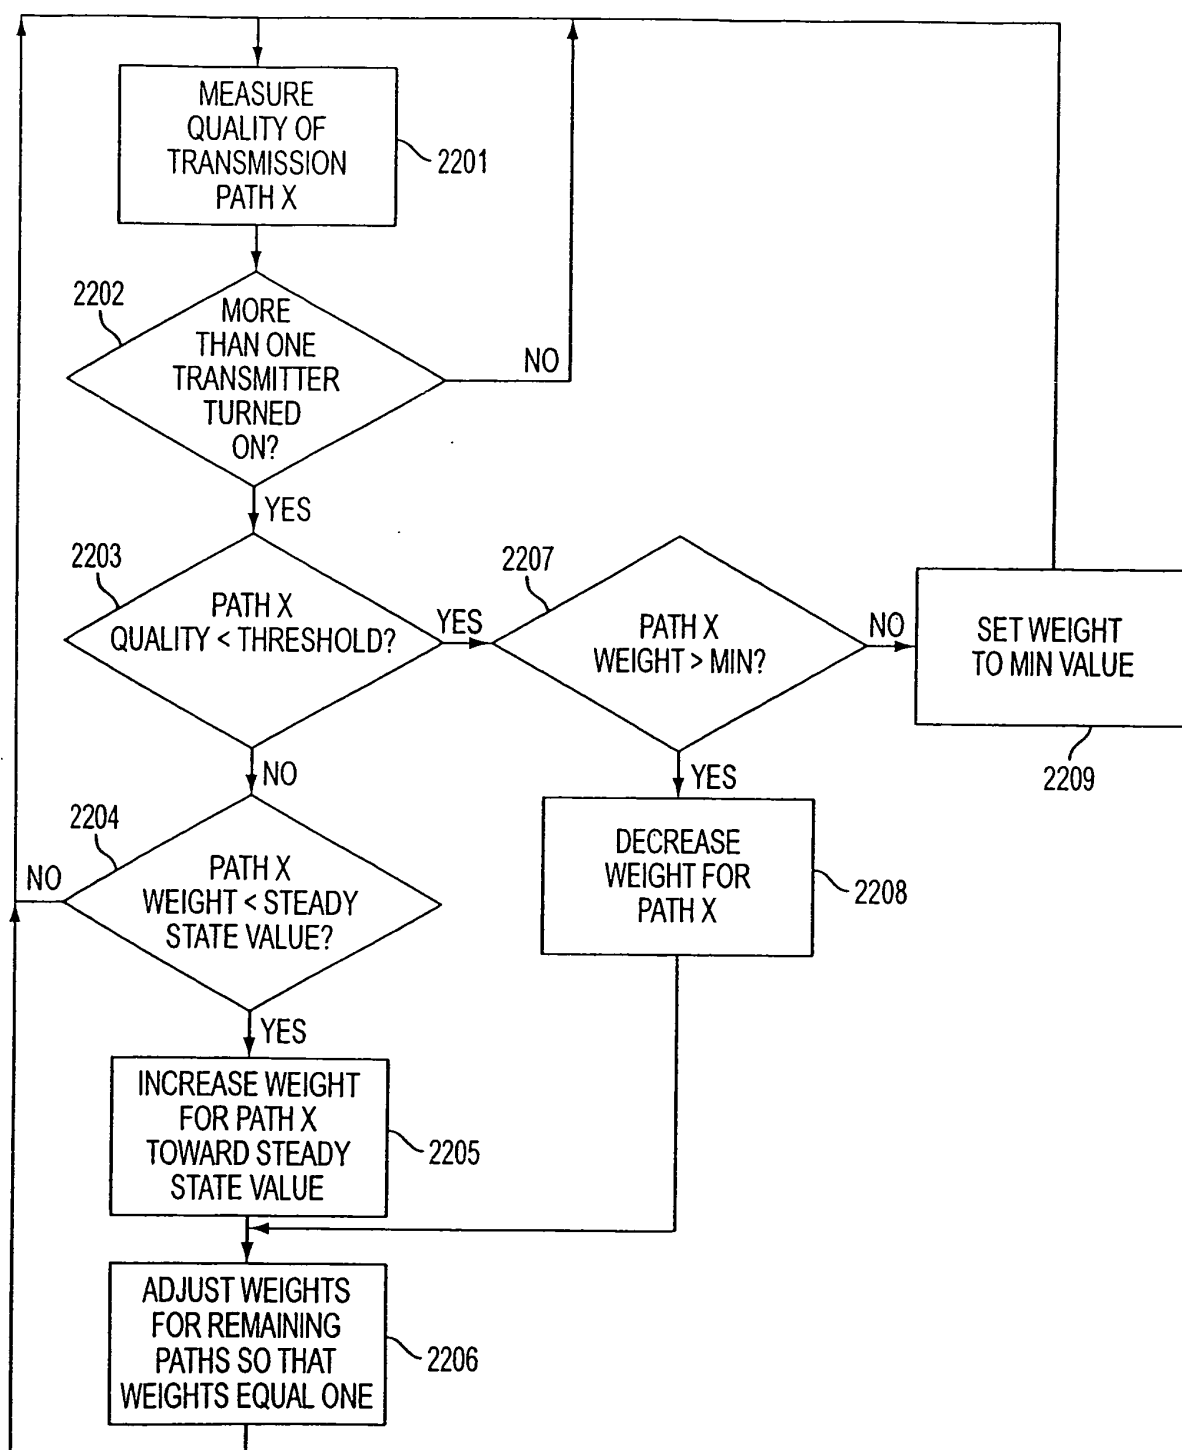 MEASURE
QUALITY OF
TRANSMISSION
PATH X
2201
2202
MORE
THAN ONE
TRANSMITTER
TURNED
ON?
NO
YES
2203
PATH X
QUALITY < THRESHOLD?
YES
2207
PATH X
WEIGHT > MIN?
NO
SET WEIGHT
TO MIN VALUE
2209
NO
YES
2204
PATH X
WEIGHT < STEADY
STATE VALUE?
NO
DECREASE
WEIGHT FOR
PATH X
2208
YES
INCREASE WEIGHT
FOR PATH X
TOWARD STEADY
STATE VALUE
2205
ADJUST WEIGHTS
FOR REMAINING
PATHS SO THAT
WEIGHTS EQUAL ONE
2206